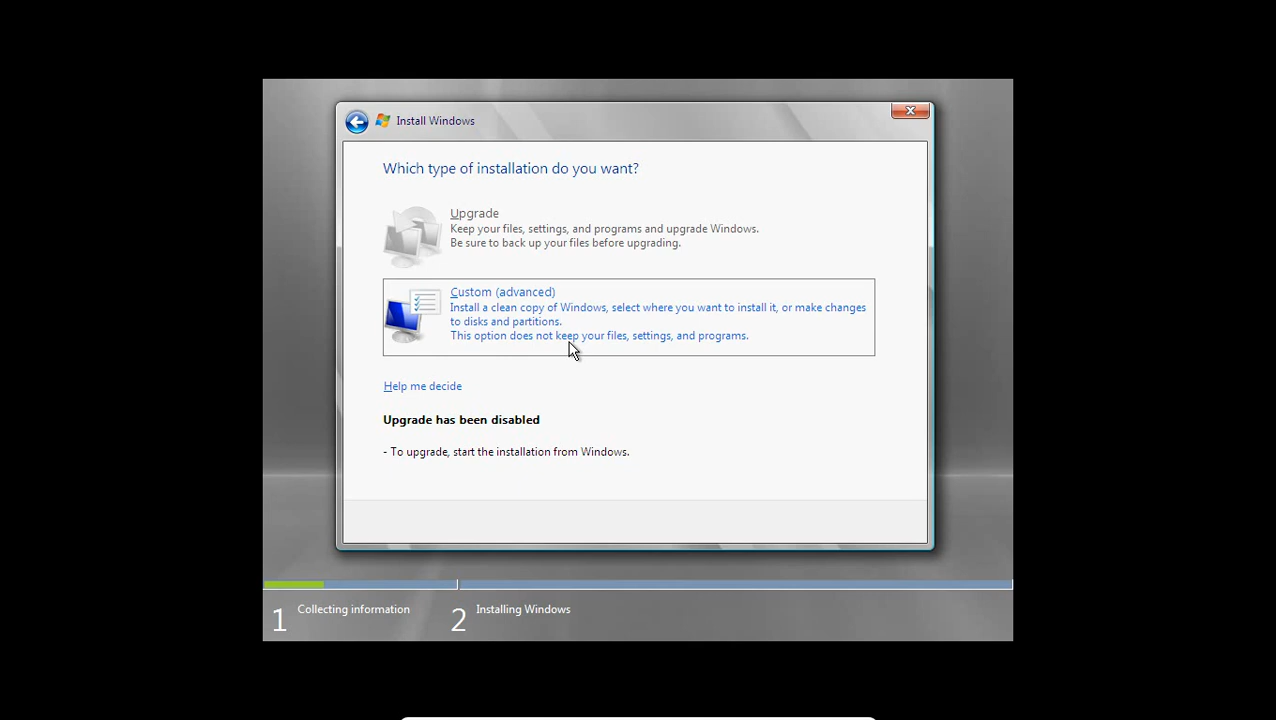 Install Windows
Which type of installation do you want?
Upgrade
Keep your files, settings, and programs and upgrade Windows.
Be sure to back up your files before upgrading.
Custom (advanced)
Install a clean copy of Windows, select where you want to install it, or make changes
to disks and partitions.
This option does not keep your files, settings, and programs.
Help me decide
Upgrade has been disabled
- To upgrade, start the installation from Windows.
1 Collecting information
2 Installing Windows